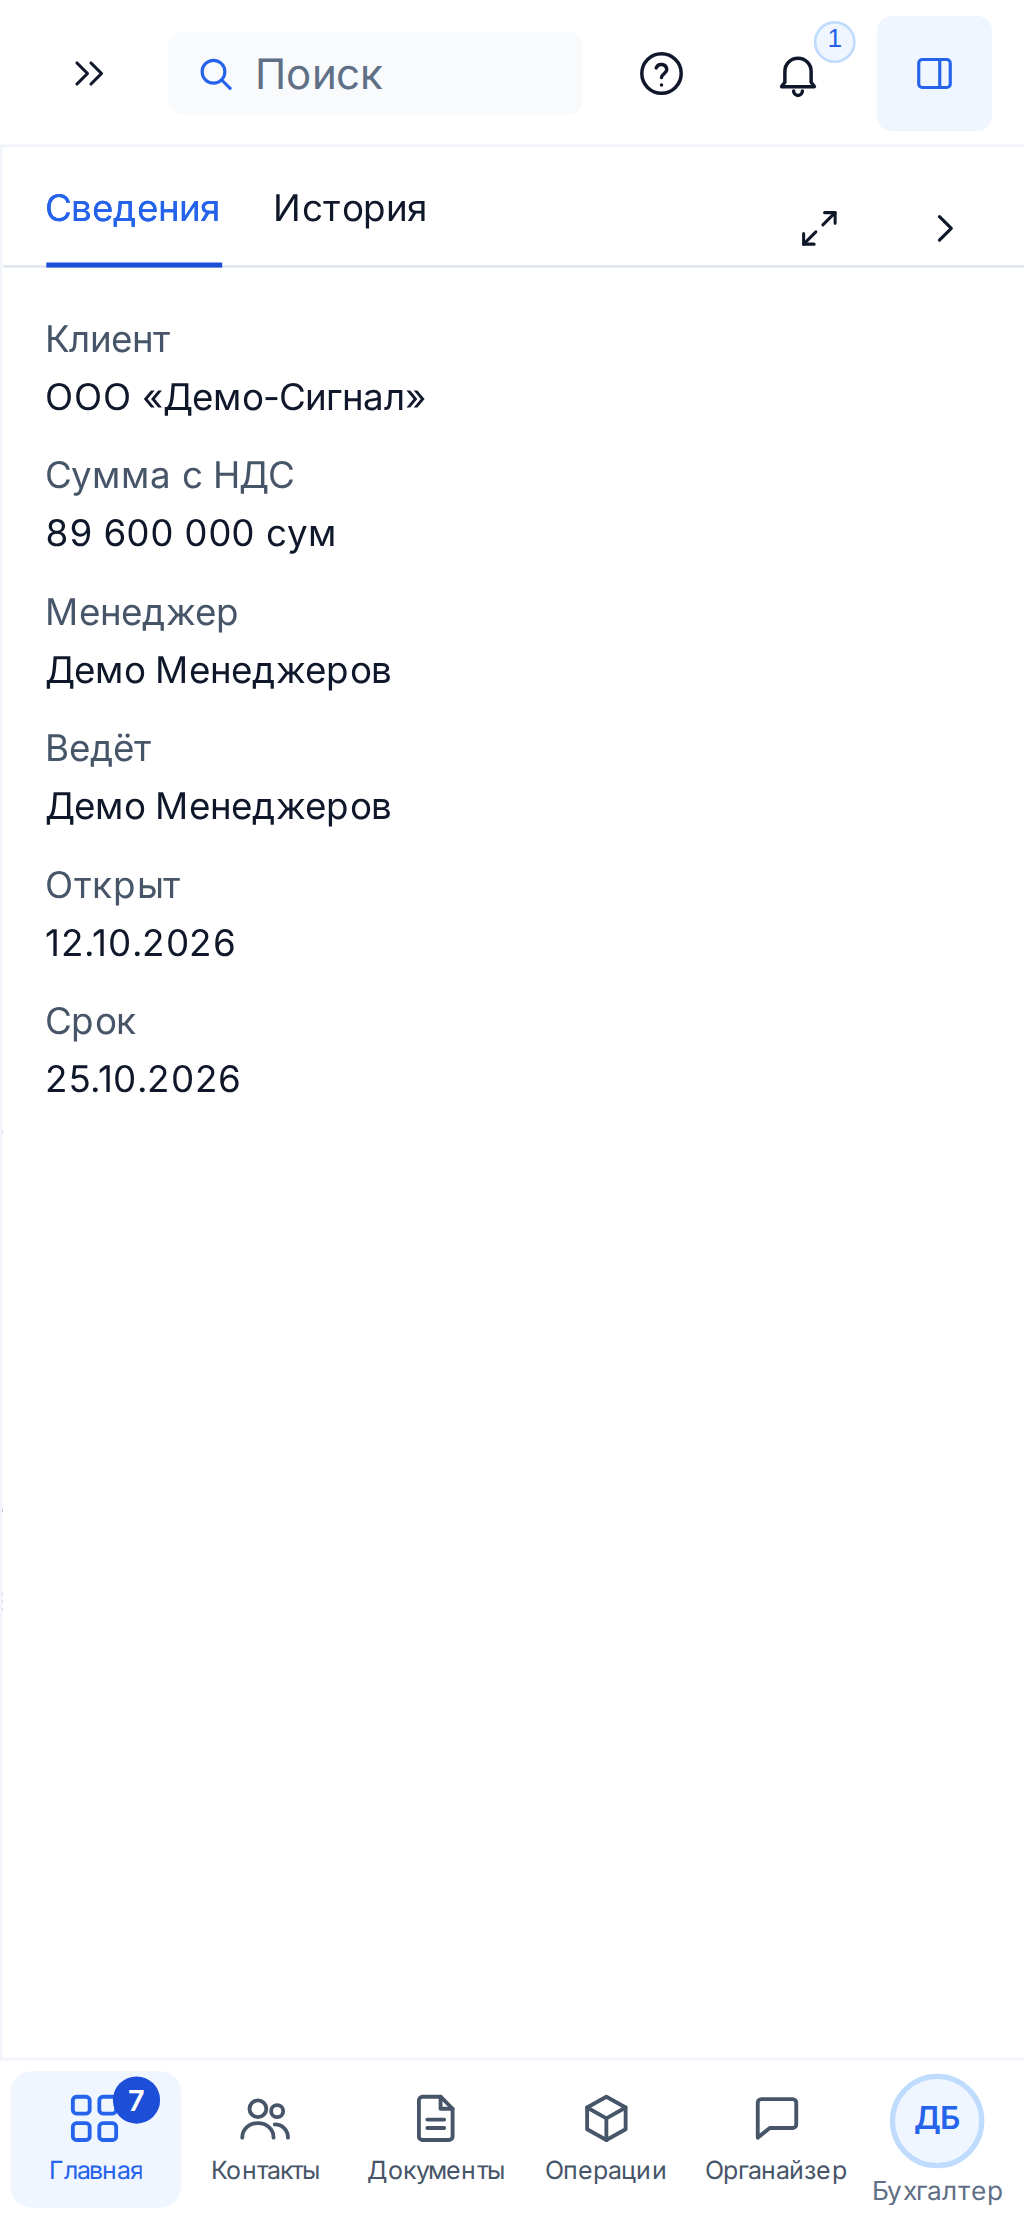 Поиск
1
Сведения
История
Клиент
ООО «Демо-Сигнал»
Сумма с НДС
89 600 000 сум
Менеджер
Демо Менеджеров
Ведёт
Демо Менеджеров
Открыт
12.10.2026
Срок
25.10.2026
7
Главная
Контакты
Документы
Операции
Органайзер
ДБ
Бухгалтер